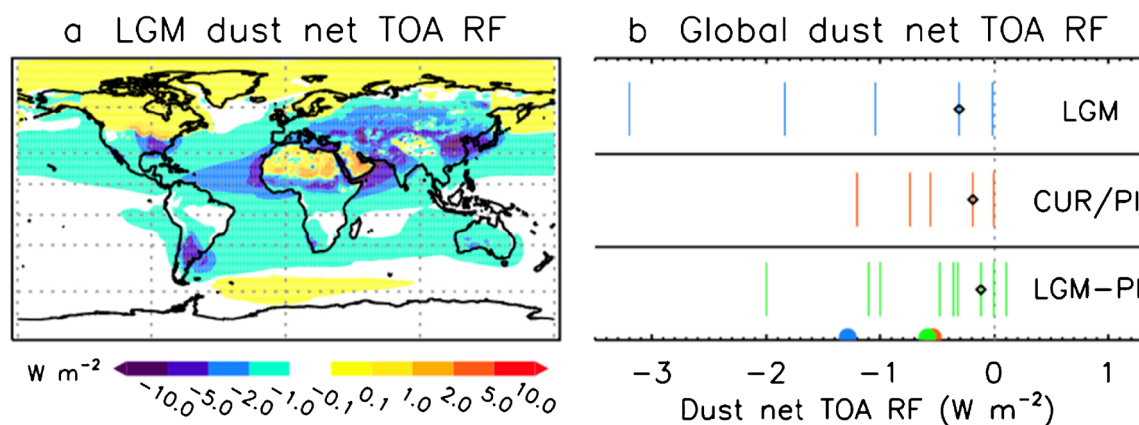 a LGM dust net TOA RF
b Global dust net TOA RF
LGM
CUR/PI
LGM-PI
W m⁻²
-10.0 -5.0 -2.0 -1.0 -0.1 0.1 1.0 2.0 5.0 10.0
-3 -2 -1 0 1
Dust net TOA RF (W m⁻²)